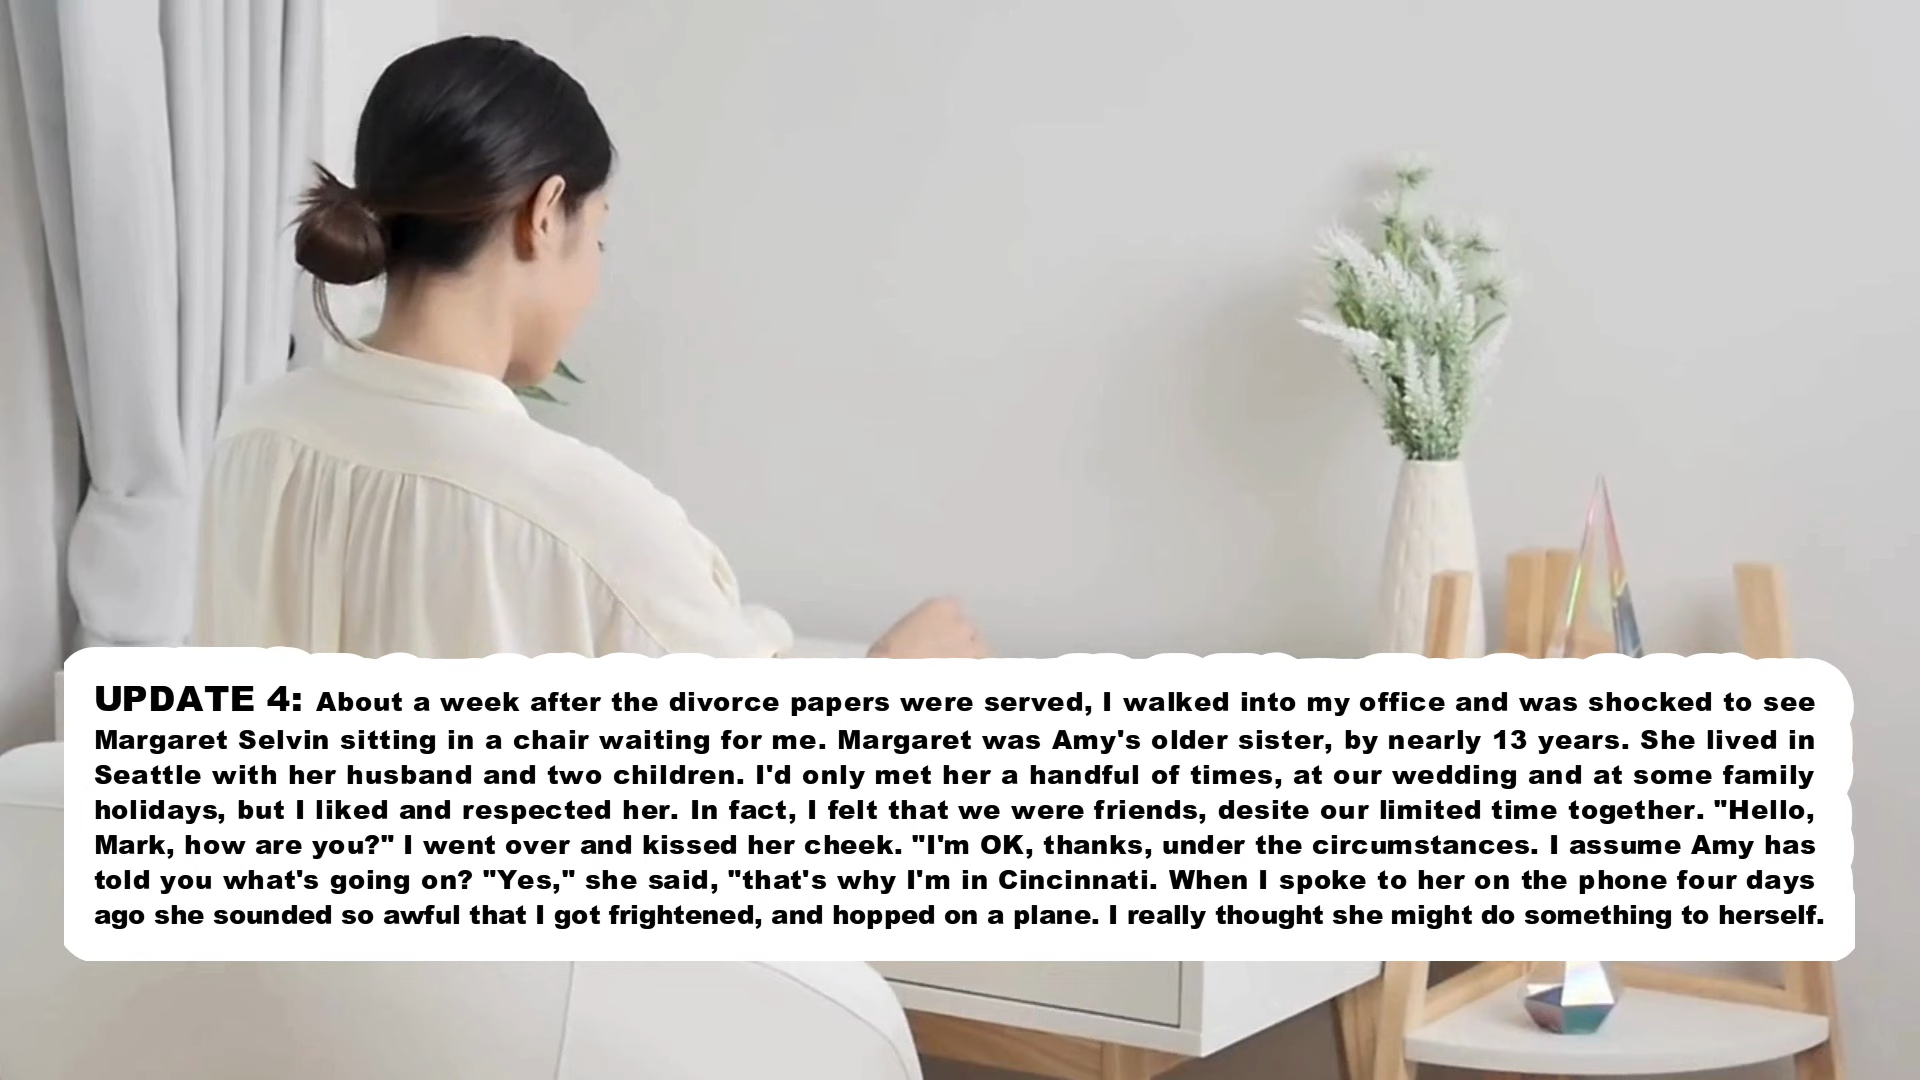 UPDATE 4: About a week after the divorce papers were served, I walked into my office and was shocked to see
Margaret Selvin sitting in a chair waiting for me. Margaret was Amy's older sister, by nearly 13 years. She lived in
Seattle with her husband and two children. I'd only met her a handful of times, at our wedding and at some family
holidays, but I liked and respected her. In fact, I felt that we were friends, desite our limited time together. "Hello,
Mark, how are you?" I went over and kissed her cheek. "I'm OK, thanks, under the circumstances. I assume Amy has
told you what's going on? "Yes," she said, "that's why I'm in Cincinnati. When I spoke to her on the phone four days
ago she sounded so awful that I got frightened, and hopped on a plane. I really thought she might do something to herself.